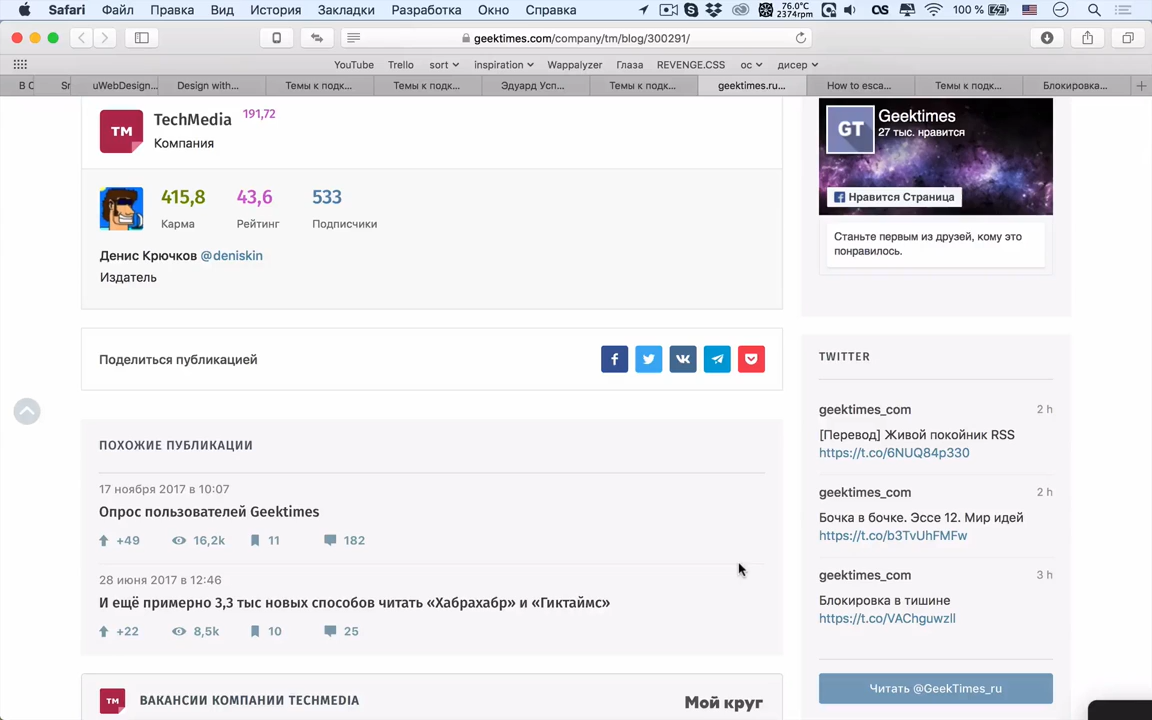 Safari Файл Правка Вид История Закладки Разработка Окно Справка 76.0°C 2374rpm 100 %
geektimes.com/company/tm/blog/300291/
YouTube Trello sort inspiration Wappalyzer Глаза REVENGE.CSS ос дисер
В С Sr uWebDesign... Design with... Темы к подк... Темы к подк... Эдуард Усп... Темы к подк... geektimes.ru... How to esca... Темы к подк... Блокировка...
TM TechMedia 191,72
Компания
415,8 43,6 533
Карма Рейтинг Подписчики
Денис Крючков @deniskin
Издатель
Поделиться публикацией
ПОХОЖИЕ ПУБЛИКАЦИИ
17 ноября 2017 в 10:07
Опрос пользователей Geektimes
+49 16,2k 11 182
28 июня 2017 в 12:46
И ещё примерно 3,3 тыс новых способов читать «Хабрахабр» и «Гиктаймс»
+22 8,5k 10 25
TM ВАКАНСИИ КОМПАНИИ TECHMEDIA Мой круг
GT Geektimes
27 тыс. нравится
Нравится Страница
Станьте первым из друзей, кому это
понравилось.
TWITTER
geektimes_com 2 h
[Перевод] Живой покойник RSS
https://t.co/6NUQ84p330
geektimes_com 2 h
Бочка в бочке. Эссе 12. Мир идей
https://t.co/b3TvUhFMFw
geektimes_com 3 h
Блокировка в тишине
https://t.co/VAChguwzlI
Читать @GeekTimes_ru